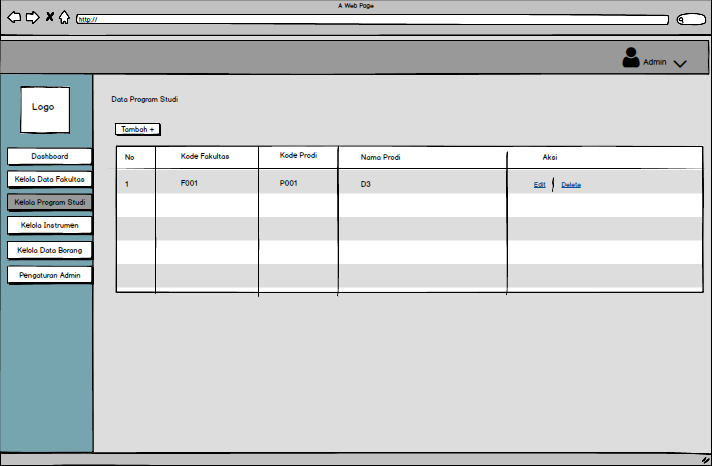 A Web Page
http://
Admin
Logo
Dashboard
Kelola Data Fakultas
Kelola Program Studi
Kelola Instrumen
Kelola Data Borang
Pengaturan Admin
Data Program Studi
Tambah +
No Kode Fakultas Kode Prodi Nama Prodi Aksi
1 F001 P001 D3 Edit Delete